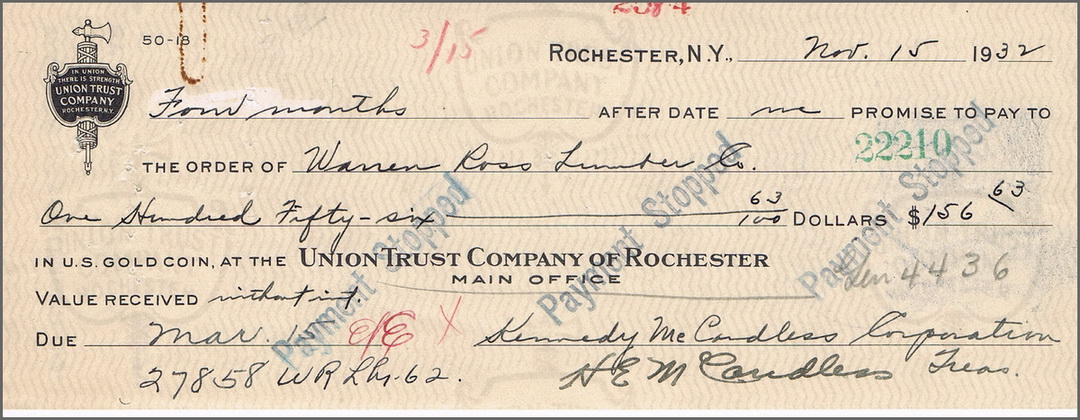 2384
50-18
3/15
ROCHESTER, N.Y., Nov. 15 1932
IN UNION
THERE IS STRENGTH
UNION TRUST
COMPANY
ROCHESTER, N.Y.
Four months AFTER DATE we PROMISE TO PAY TO
22210
THE ORDER OF Warren Ross Lumber Co.
One Hundred Fifty-six 63/100 DOLLARS $156 63
IN U.S. GOLD COIN, AT THE UNION TRUST COMPANY OF ROCHESTER
MAIN OFFICE
4436
VALUE RECEIVED without int.
DUE Mar. 15 E/E X
Kennedy McCandless Corporation
27858 W R Lbr. 62.
H E McCandless Treas.
Payment Stopped
Payment Stopped
Payment Stopped